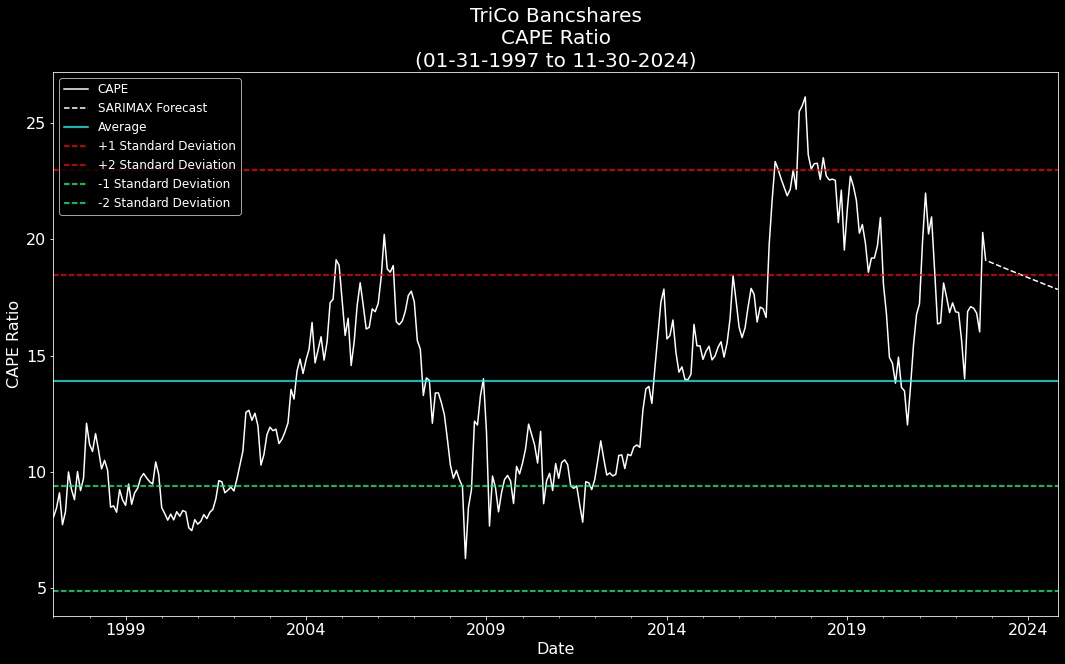 TriCo Bancshares
CAPE Ratio
(01-31-1997 to 11-30-2024)
CAPE
SARIMAX Forecast
Average
+1 Standard Deviation
+2 Standard Deviation
-1 Standard Deviation
-2 Standard Deviation
25
20
15
10
5
CAPE Ratio
1999 2004 2009 2014 2019 2024
Date